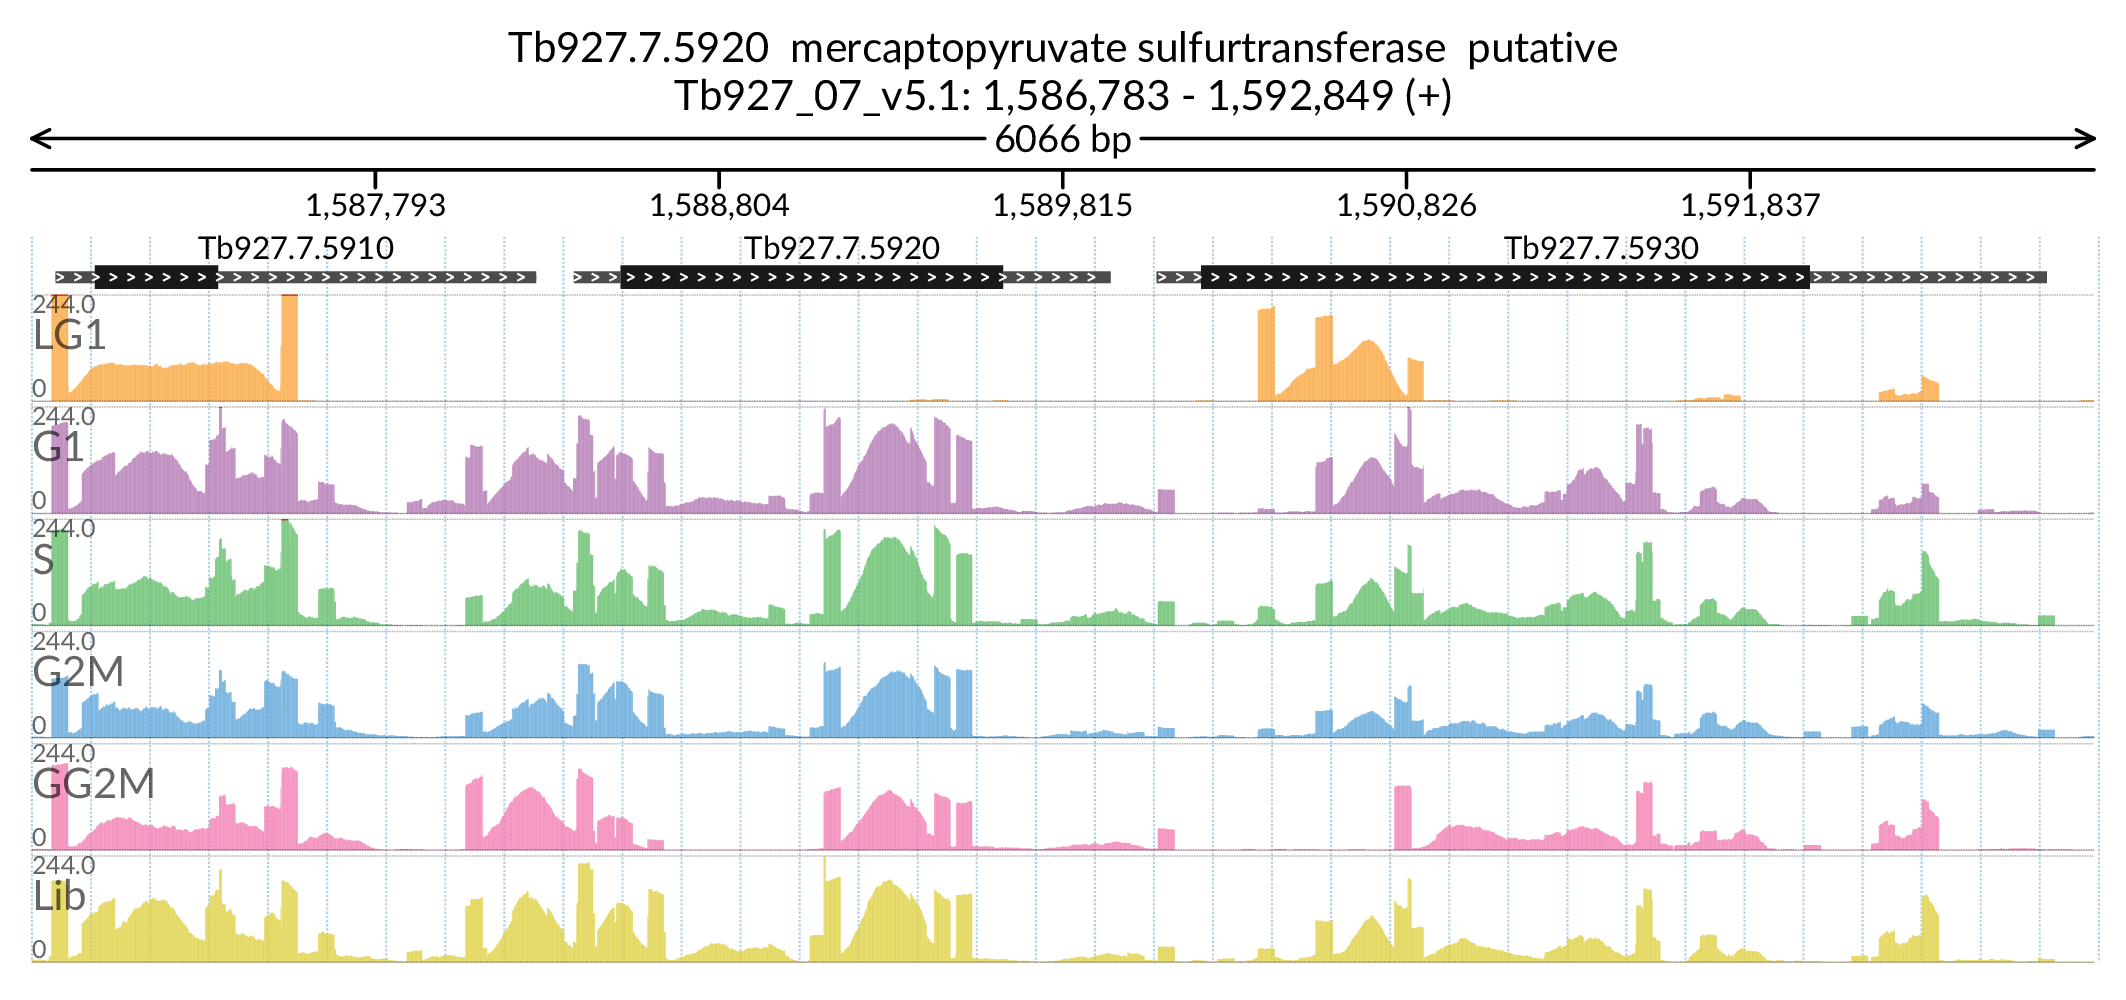 Tb927.7.5920 mercaptopyruvate sulfurtransferase putative
Tb927_07_v5.1: 1,586,783 - 1,592,849 (+)
6066 bp
1,587,793 1,588,804 1,589,815 1,590,826 1,591,837
Tb927.7.5910 Tb927.7.5920 Tb927.7.5930
244.0
LG1
0
244.0
G1
0
244.0
S
0
244.0
G2M
0
244.0
GG2M
0
244.0
Lib
0